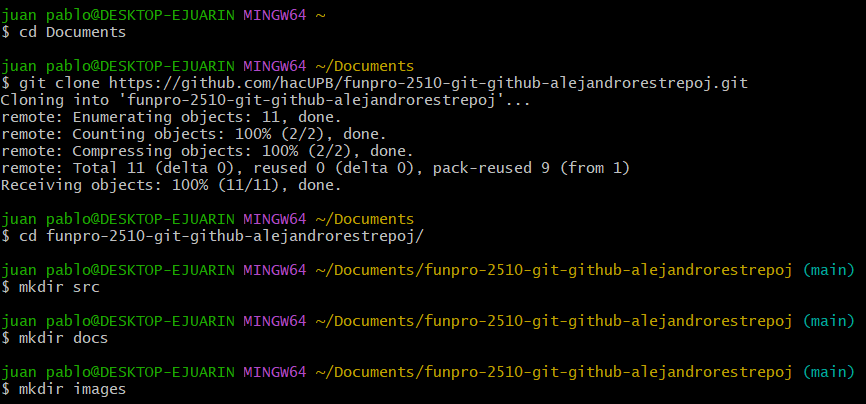 juan pablo@DESKTOP-EJUARIN MINGW64 ~
$ cd Documents
juan pablo@DESKTOP-EJUARIN MINGW64 ~/Documents
$ git clone https://github.com/hacUPB/funpro-2510-git-github-alejandrorestrepoj.git
Cloning into 'funpro-2510-git-github-alejandrorestrepoj'...
remote: Enumerating objects: 11, done.
remote: Counting objects: 100% (2/2), done.
remote: Compressing objects: 100% (2/2), done.
remote: Total 11 (delta 0), reused 0 (delta 0), pack-reused 9 (from 1)
Receiving objects: 100% (11/11), done.
juan pablo@DESKTOP-EJUARIN MINGW64 ~/Documents
$ cd funpro-2510-git-github-alejandrorestrepoj/
juan pablo@DESKTOP-EJUARIN MINGW64 ~/Documents/funpro-2510-git-github-alejandrorestrepoj (main)
$ mkdir src
juan pablo@DESKTOP-EJUARIN MINGW64 ~/Documents/funpro-2510-git-github-alejandrorestrepoj (main)
$ mkdir docs
juan pablo@DESKTOP-EJUARIN MINGW64 ~/Documents/funpro-2510-git-github-alejandrorestrepoj (main)
$ mkdir images